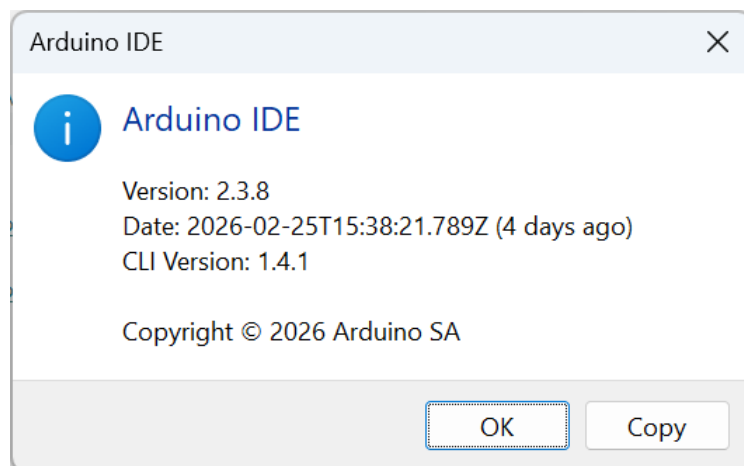 Arduino IDE
Arduino IDE
Version: 2.3.8
Date: 2026-02-25T15:38:21.789Z (4 days ago)
CLI Version: 1.4.1
Copyright © 2026 Arduino SA
OK Copy